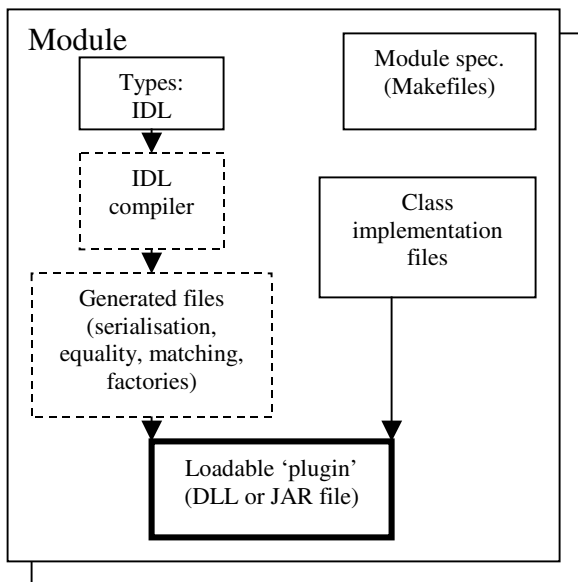 Module
Types:
IDL
Module spec.
(Makefiles)
IDL
compiler
Class
implementation
files
Generated files
(serialisation,
equality, matching,
factories)
Loadable ‘plugin’
(DLL or JAR file)